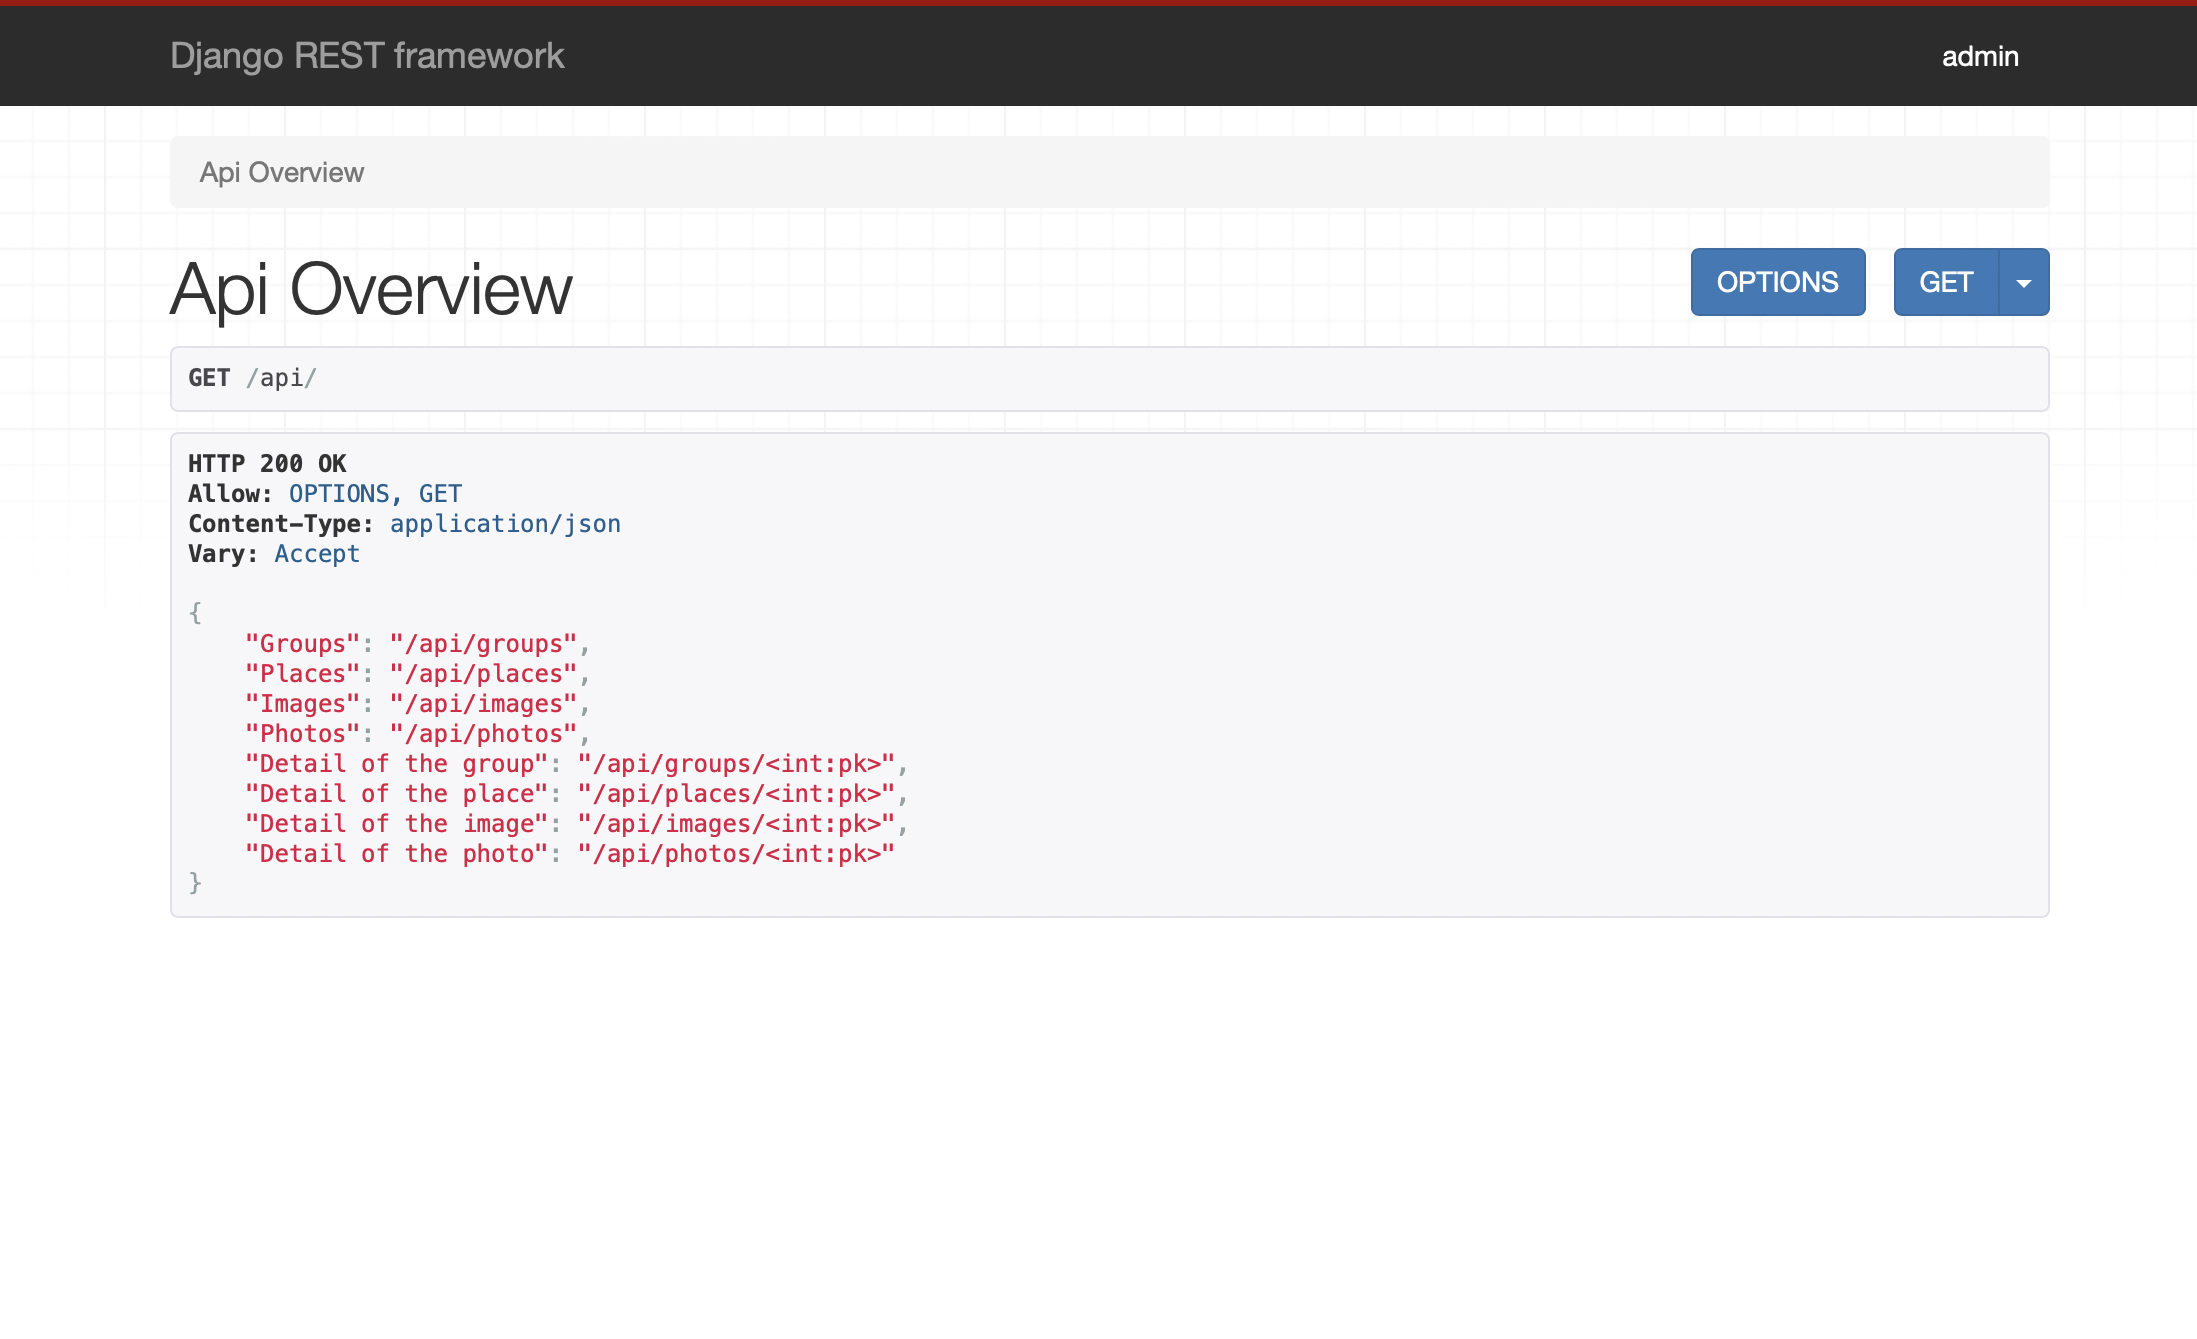 Django REST framework
admin
Api Overview
Api Overview
OPTIONS
GET
GET /api/
HTTP 200 OK
Allow: OPTIONS, GET
Content-Type: application/json
Vary: Accept
{
    "Groups": "/api/groups",
    "Places": "/api/places",
    "Images": "/api/images",
    "Photos": "/api/photos",
    "Detail of the group": "/api/groups/<int:pk>",
    "Detail of the place": "/api/places/<int:pk>",
    "Detail of the image": "/api/images/<int:pk>",
    "Detail of the photo": "/api/photos/<int:pk>"
}